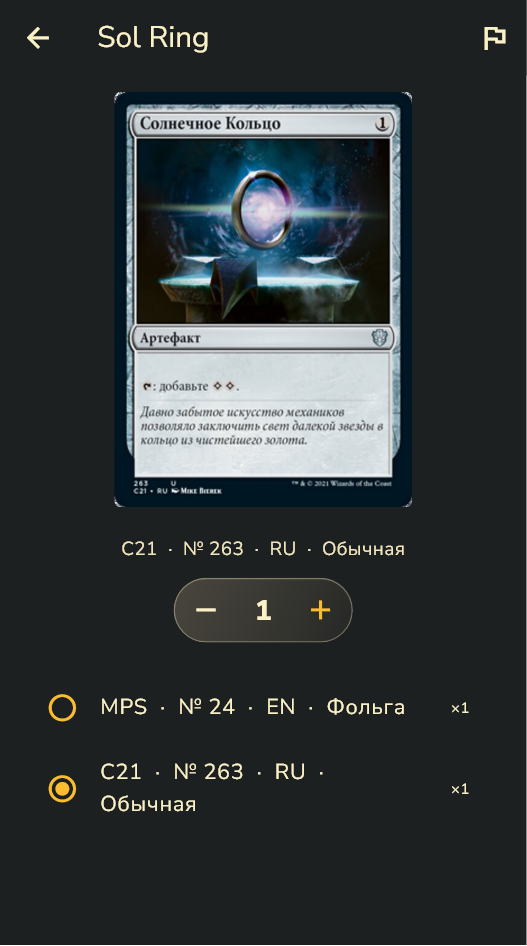 Sol Ring
Солнечное Кольцо 1
Артефакт
: добавьте .
Давно забытое искусство механиков
позволяло заключить свет далекой звезды в
кольцо из чистейшего золота.
263 U
C21 • RU Mike Bierek
™ & © 2021 Wizards of the Coast
C21 · № 263 · RU · Обычная
− 1 +
MPS · № 24 · EN · Фольга ×1
C21 · № 263 · RU ·
Обычная
×1